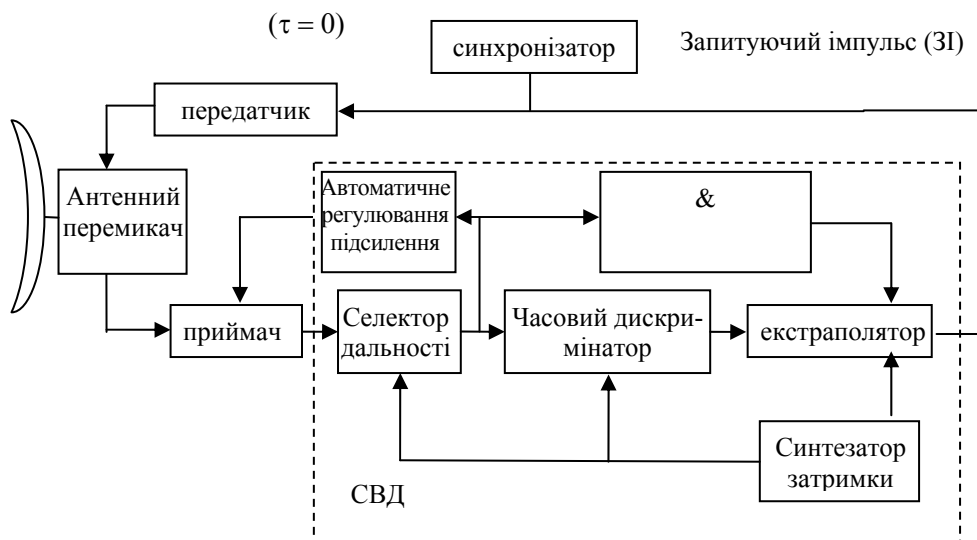 (τ = 0)
синхронізатор
Запитуючий імпульс (ЗІ)
передатчик
Антенний
перемикач
Автоматичне
регулювання
підсилення
&
приймач
Селектор
дальності
Часовий дискри-
мінатор
екстраполятор
Синтезатор
затримки
СВД